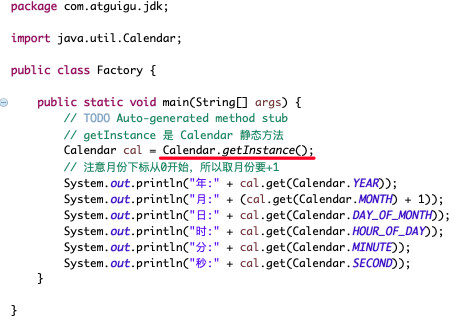 package com.atguigu.jdk;
import java.util.Calendar;
public class Factory {
public static void main(String[] args) {
// TODO Auto-generated method stub
// getInstance 是 Calendar 静态方法
Calendar cal = Calendar.getInstance();
// 注意月份下标从0开始，所以取月份要+1
System.out.println("年:" + cal.get(Calendar.YEAR));
System.out.println("月:" + (cal.get(Calendar.MONTH) + 1));
System.out.println("日:" + cal.get(Calendar.DAY_OF_MONTH));
System.out.println("时:" + cal.get(Calendar.HOUR_OF_DAY));
System.out.println("分:" + cal.get(Calendar.MINUTE));
System.out.println("秒:" + cal.get(Calendar.SECOND));
}
}